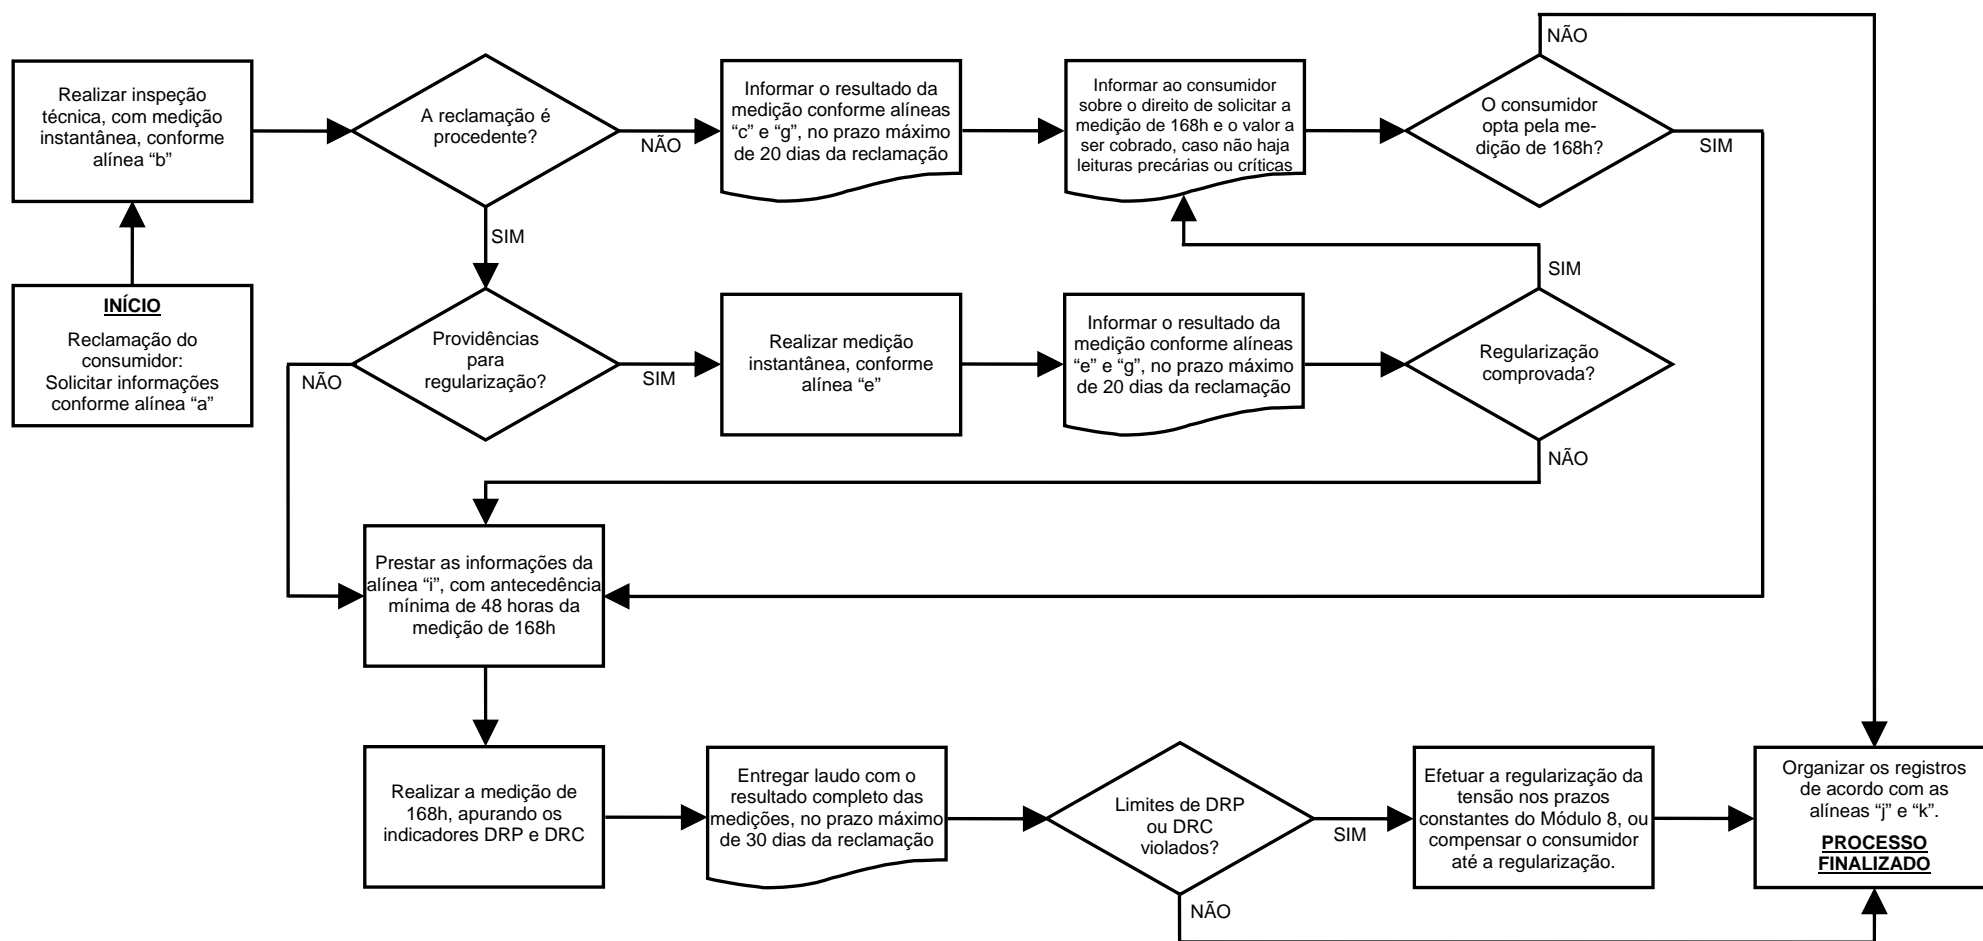 NÃO
Realizar inspeção
técnica, com medição
instantânea, conforme
alínea “b”
A reclamação é
procedente?
NÃO
SIM
Informar o resultado da
medição conforme alíneas
“c” e “g”, no prazo máximo
de 20 dias da reclamação
Informar ao consumidor
sobre o direito de solicitar a
medição de 168h e o valor a
ser cobrado, caso não haja
leituras precárias ou críticas
O consumidor
opta pela me-
dição de 168h?
SIM
INÍCIO
Reclamação do
consumidor:
Solicitar informações
conforme alínea “a”
Providências
para
regularização?
NÃO
SIM
Realizar medição
instantânea, conforme
alínea “e”
Informar o resultado da
medição conforme alíneas
“e” e “g”, no prazo máximo
de 20 dias da reclamação
SIM
Regularização
comprovada?
NÃO
Prestar as informações da
alínea “i”, com antecedência
mínima de 48 horas da
medição de 168h
Realizar a medição de
168h, apurando os
indicadores DRP e DRC
Entregar laudo com o
resultado completo das
medições, no prazo máximo
de 30 dias da reclamação
Limites de DRP
ou DRC
violados?
SIM
NÃO
Efetuar a regularização da
tensão nos prazos
constantes do Módulo 8, ou
compensar o consumidor
até a regularização.
Organizar os registros
de acordo com as
alíneas “j” e “k”.
PROCESSO
FINALIZADO